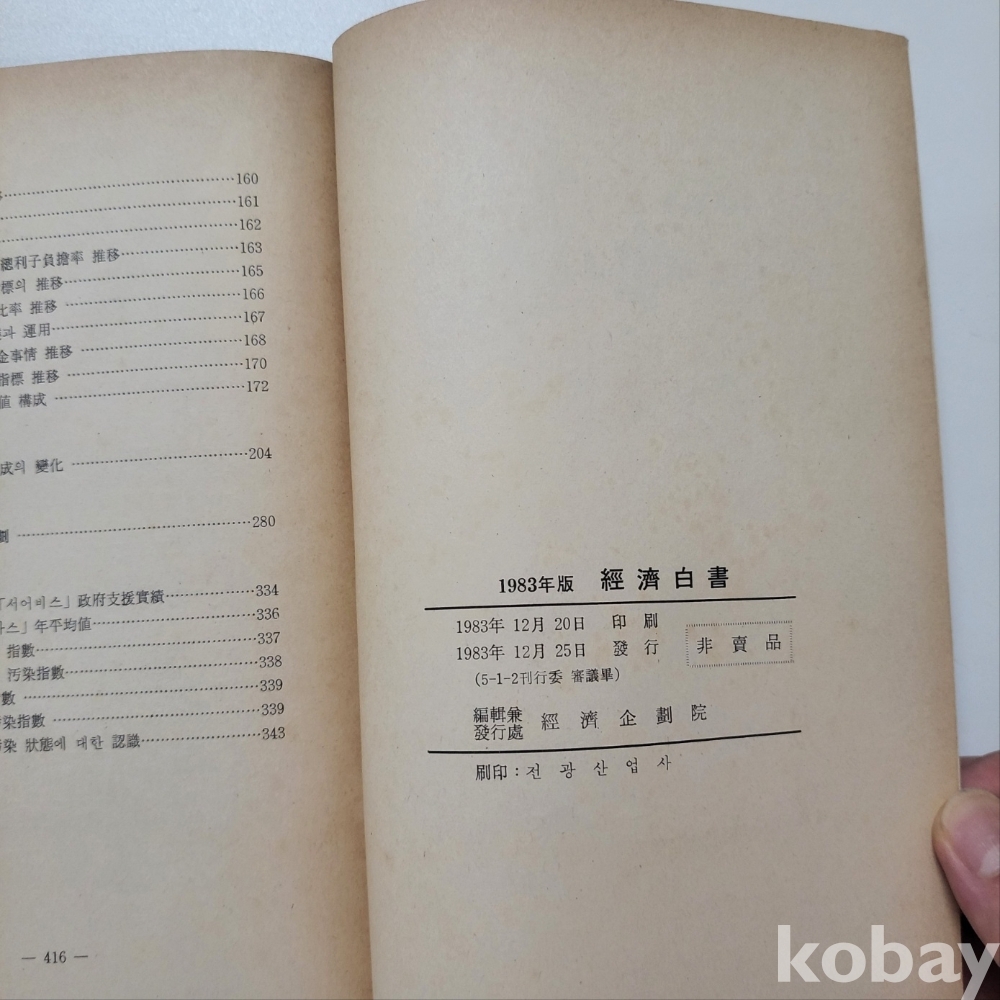 160
161
162
總利子負擔率 推移 163
標의 推移 165
比率 推移 166
과 運用 167
金事情 推移 168
指標 推移 170
値 構成 172
成의 變化 204
劃 280
「서어비스」政府支援實績 334
스」年平均値 336
指數 337
汚染指數 338
數 339
汚染指數 339
汚染 狀態에 대한 認識 343
— 416 —
1983年版 經濟白書
1983年 12月 20日 印刷
1983年 12月 25日 發行 非賣品
(5-1-2刊行委 審議畢)
編輯兼
發行處 經濟企劃院
刷印 : 전광산업사
kobay